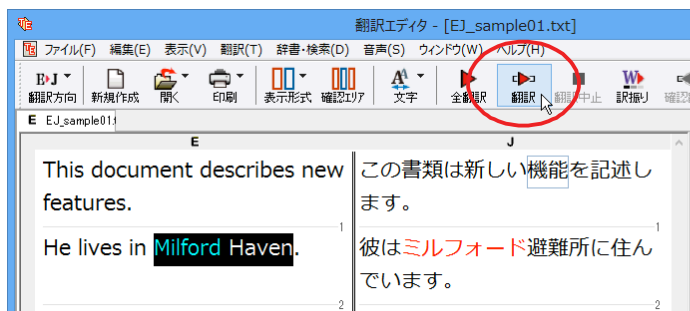 翻訳エディタ - [EJ_sample01.txt]
ファイル(F) 編集(E) 表示(V) 翻訳(T) 辞書・検索(D) 音声(S) ウィンドウ(W) ヘルプ(H)
E›J
翻訳方向 新規作成 開く 印刷 表示形式 確認エリア 文字 全翻訳 翻訳 翻訳中止 訳振り 確認
E EJ_sample01.t
E J
This document describes new この書類は新しい機能を記述し
features. ます。
1 1
He lives in Milford Haven. 彼はミルフォード避難所に住ん
でいます。
2 2